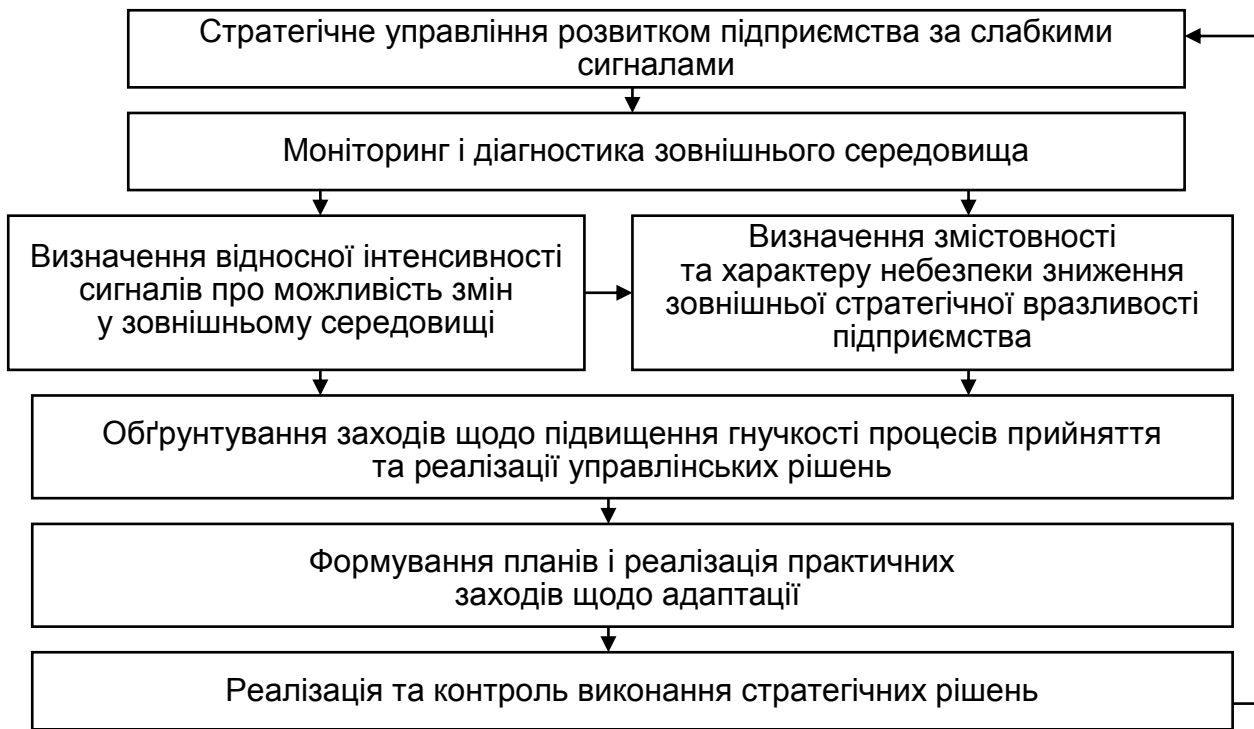 Стратегічне управління розвитком підприємства за слабкими
сигналами
Моніторинг і діагностика зовнішнього середовища
Визначення відносної інтенсивності
сигналів про можливість змін
у зовнішньому середовищі
Визначення змістовності
та характеру небезпеки зниження
зовнішньої стратегічної вразливості
підприємства
Обґрунтування заходів щодо підвищення гнучкості процесів прийняття
та реалізації управлінських рішень
Формування планів і реалізація практичних
заходів щодо адаптації
Реалізація та контроль виконання стратегічних рішень